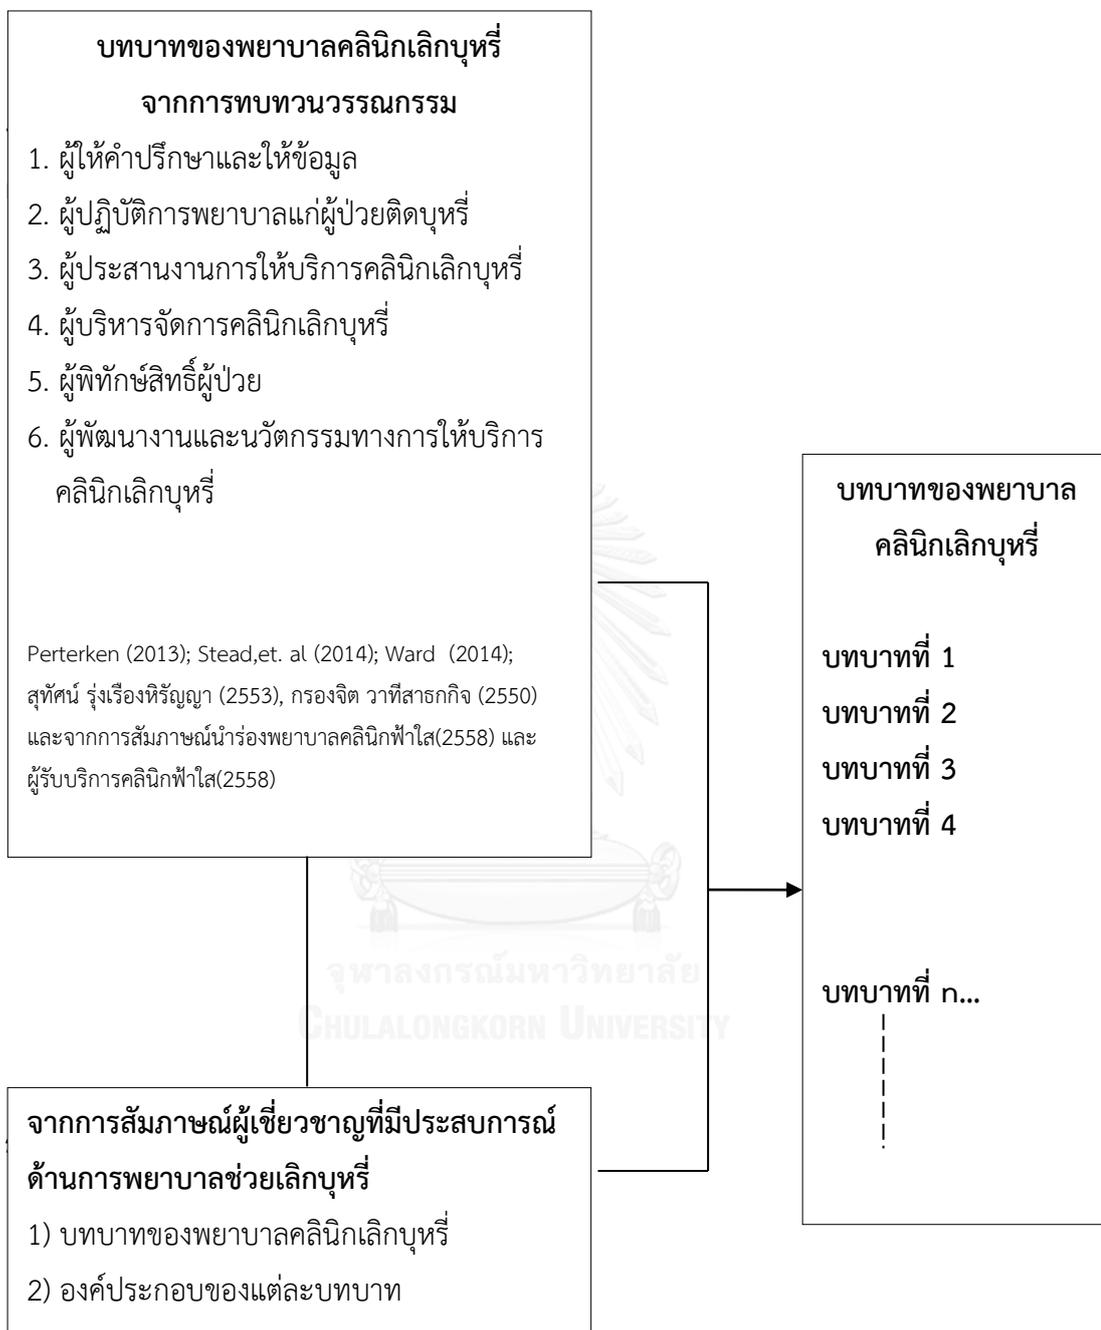 บทบาทของพยาบาลคลินิกเลิกบุหรี่
จากการทบทวนวรรณกรรม
1. ผู้ให้คำปรึกษาและให้ข้อมูล
2. ผู้ปฏิบัติการพยาบาลแก่ผู้ป่วยติดบุหรี่
3. ผู้ประสานงานการให้บริการคลินิกเลิกบุหรี่
4. ผู้บริหารจัดการคลินิกเลิกบุหรี่
5. ผู้พิทักษ์สิทธิ์ผู้ป่วย
6. ผู้พัฒนางานและนวัตกรรมทางการให้บริการ
คลินิกเลิกบุหรี่
Perterken (2013); Stead,et. al (2014); Ward (2014);
สุทัศน์ รุ่งเรืองหิรัญญา (2553), กรองจิต วาทีสาธกกิจ (2550)
และจากการสัมภาษณ์นำร่องพยาบาลคลินิกฟ้าใส(2558) และ
ผู้รับบริการคลินิกฟ้าใส(2558)
จากการสัมภาษณ์ผู้เชี่ยวชาญที่มีประสบการณ์
ด้านการพยาบาลช่วยเลิกบุหรี่
1) บทบาทของพยาบาลคลินิกเลิกบุหรี่
2) องค์ประกอบของแต่ละบทบาท
บทบาทของพยาบาล
คลินิกเลิกบุหรี่
บทบาทที่ 1
บทบาทที่ 2
บทบาทที่ 3
บทบาทที่ 4
บทบาทที่ n...
จุฬาลงกรณ์มหาวิทยาลัย
CHULALONGKORN UNIVERSITY